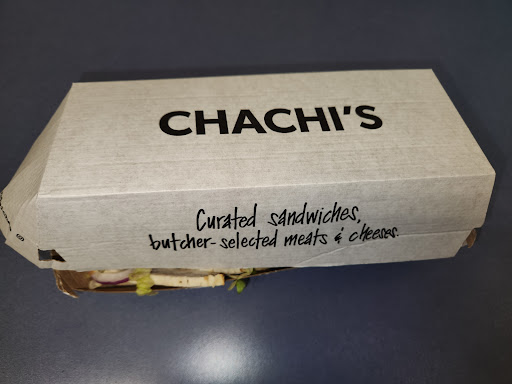 CHACHI'S
Curated sandwiches,
butcher-selected meats & cheeses.